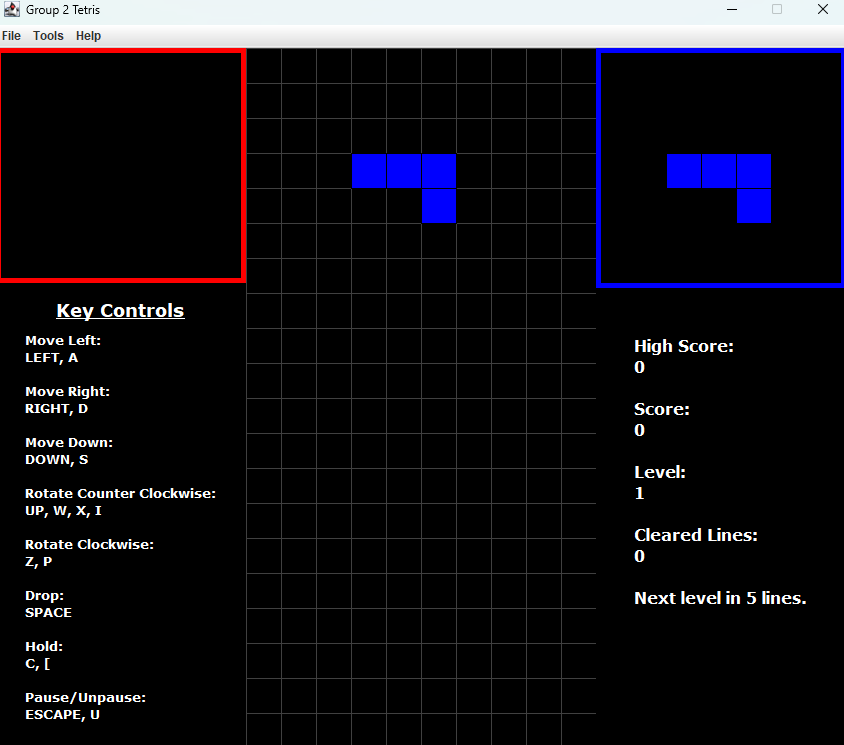 Group 2 Tetris
File Tools Help
Key Controls
Move Left:
LEFT, A
Move Right:
RIGHT, D
Move Down:
DOWN, S
Rotate Counter Clockwise:
UP, W, X, I
Rotate Clockwise:
Z, P
Drop:
SPACE
Hold:
C, [
Pause/Unpause:
ESCAPE, U
High Score:
0
Score:
0
Level:
1
Cleared Lines:
0
Next level in 5 lines.